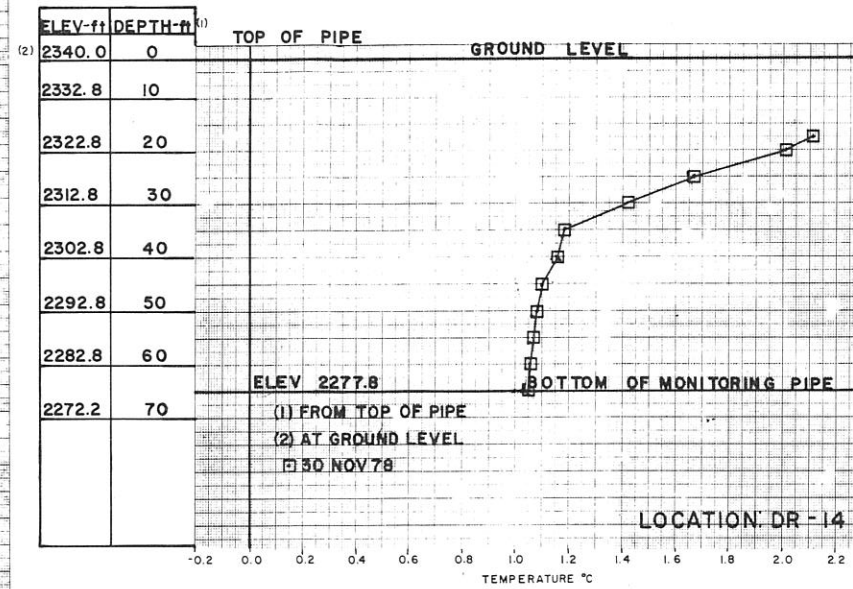 ELEV-ft DEPTH-ft (1)
TOP OF PIPE
GROUND LEVEL
(2) 2340.0 0
2332.8 10
2322.8 20
2312.8 30
2302.8 40
2292.8 50
2282.8 60
ELEV 2277.8 BOTTOM OF MONITORING PIPE
2272.2 70
(1) FROM TOP OF PIPE
(2) AT GROUND LEVEL
30 NOV 78
LOCATION: DR-14
-0.2 0.0 0.2 0.4 0.6 0.8 1.0 1.2 1.4 1.6 1.8 2.0 2.2
TEMPERATURE °C